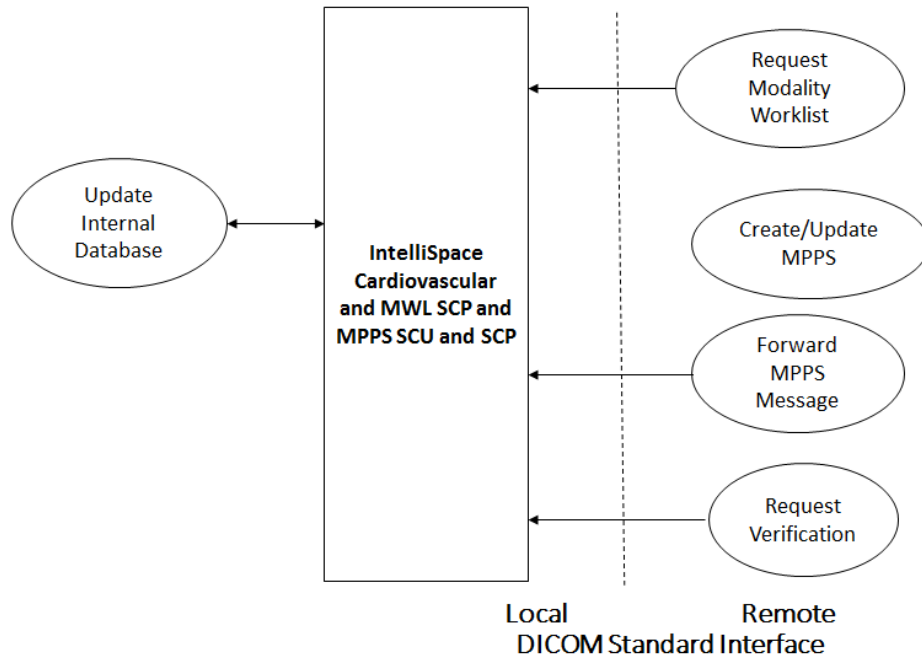 Request
Modality
Worklist
Update
Internal
Database
Create/Update
MPPS
IntelliSpace
Cardiovascular
and MWL SCP and
MPPS SCU and SCP
Forward
MPPS
Message
Request
Verification
Local
Remote
DICOM Standard Interface